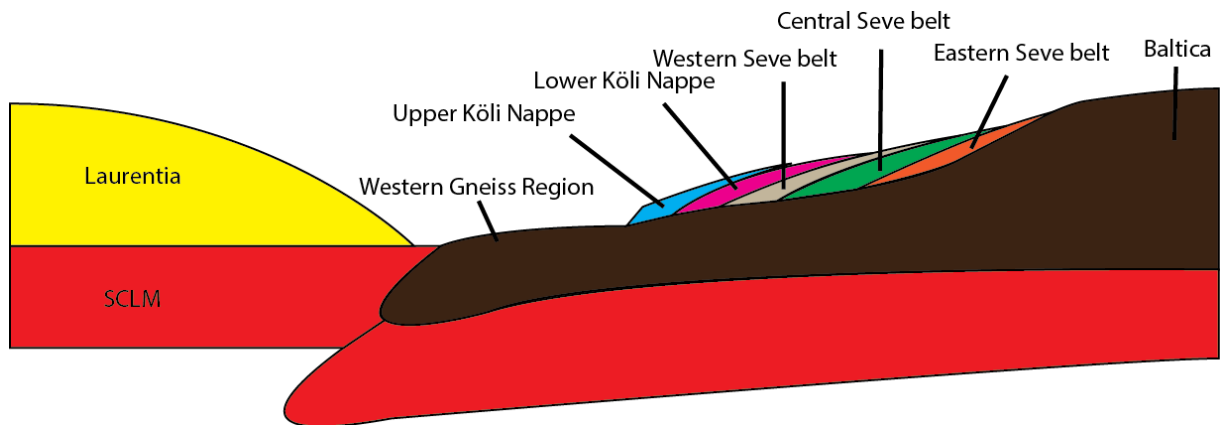 Central Seve belt
Eastern Seve belt
Baltica
Western Seve belt
Lower Köli Nappe
Upper Köli Nappe
Laurentia
Western Gneiss Region
SCLM